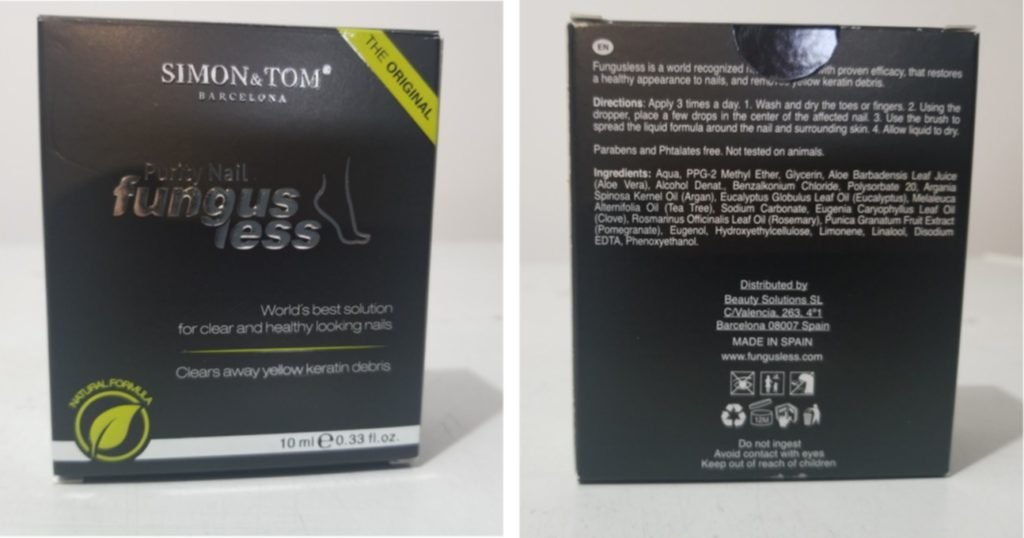 SIMON&TOM®
BARCELONA
THE ORIGINAL
Purity Nail
fungus
less
World's best solution
for clear and healthy looking nails
Clears away yellow keratin debris
NATURAL FORMULA
10 ml ℮ 0.33 fl.oz.
EN
Fungusless is a world recognized with proven efficacy, that restores
a healthy appearance to nails, and removes yellow keratin debris.
Directions: Apply 3 times a day. 1. Wash and dry the toes or fingers. 2. Using the
dropper, place a few drops in the center of the affected nail. 3. Use the brush to
spread the liquid formula around the nail and surrounding skin. 4. Allow liquid to dry.
Parabens and Phtalates free. Not tested on animals.
Ingredients: Aqua, PPG-2 Methyl Ether, Glycerin, Aloe Barbadensis Leaf Juice
(Aloe Vera), Alcohol Denat., Benzalkonium Chloride, Polysorbate 20, Argania
Spinosa Kernel Oil (Argan), Eucalyptus Globulus Leaf Oil (Eucalyptus), Melaleuca
Alternifolia Oil (Tea Tree), Sodium Carbonate, Eugenia Caryophyllus Leaf Oil
(Clove), Rosmarinus Officinalis Leaf Oil (Rosemary), Punica Granatum Fruit Extract
(Pomegranate), Eugenol, Hydroxyethylcellulose, Limonene, Linalool, Disodium
EDTA, Phenoxyethanol.
Distributed by
Beauty Solutions SL
C/Valencia, 263, 4°1
Barcelona 08007 Spain
MADE IN SPAIN
www.fungusless.com
12M
Do not ingest
Avoid contact with eyes
Keep out of reach of children